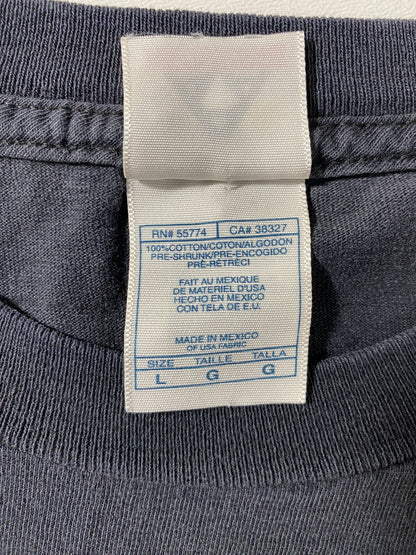 RN# 55774 CA# 38327
100%COTTON/COTON/ALGODON
PRE-SHRUNK/PRE-ENCOGIDO
PRÉ-RÉTRÉCI
FAIT AU MEXIQUE
DE MATERIEL D'USA
HECHO EN MEXICO
CON TELA DE E.U.
MADE IN MEXICO
OF USA FABRIC
SIZE TAILLE TALLA
L G G